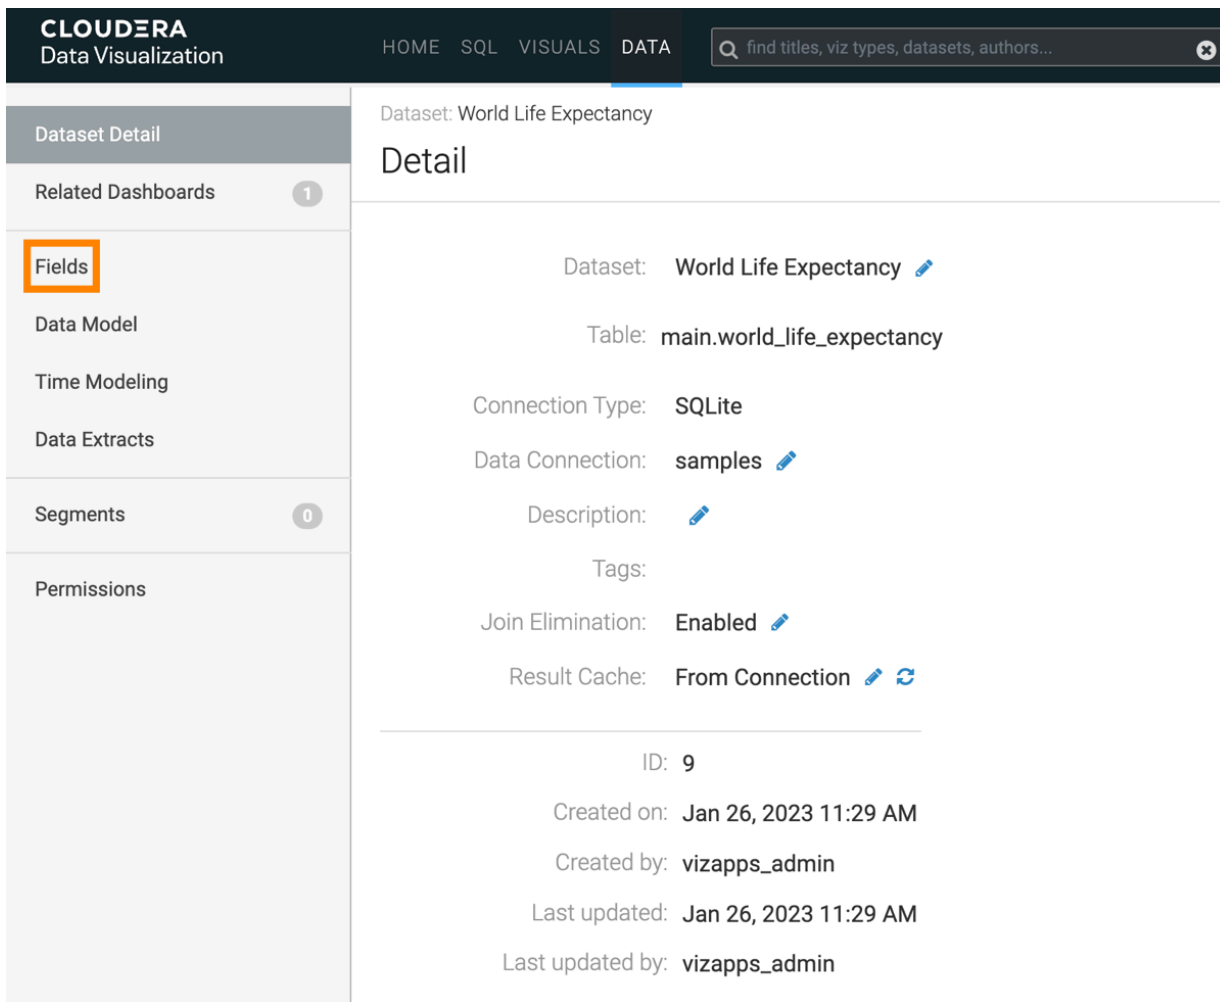 CLOUDERA
Data Visualization
HOME SQL VISUALS DATA
find titles, viz types, datasets, authors...
Dataset Detail
Related Dashboards 1
Fields
Data Model
Time Modeling
Data Extracts
Segments 0
Permissions
Dataset: World Life Expectancy
Detail
Dataset: World Life Expectancy
Table: main.world_life_expectancy
Connection Type: SQLite
Data Connection: samples
Description:
Tags:
Join Elimination: Enabled
Result Cache: From Connection
ID: 9
Created on: Jan 26, 2023 11:29 AM
Created by: vizapps_admin
Last updated: Jan 26, 2023 11:29 AM
Last updated by: vizapps_admin